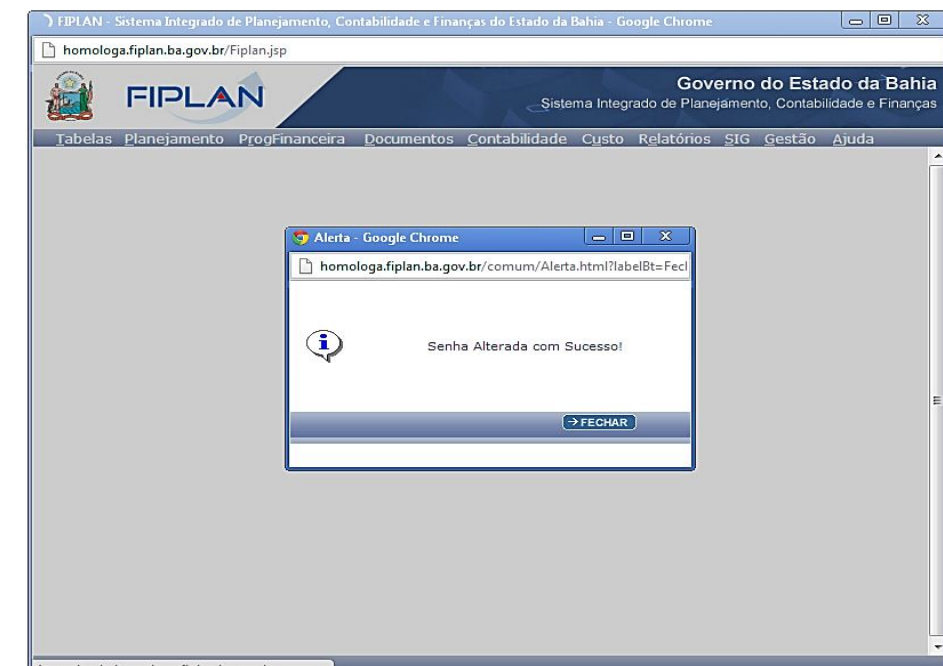 FIPLAN - Sistema Integrado de Planejamento, Contabilidade e Finanças do Estado da Bahia - Google Chrome
homologa.fiplan.ba.gov.br/Fiplan.jsp
FIPLAN
Governo do Estado da Bahia
Sistema Integrado de Planejamento, Contabilidade e Finanças
Tabelas Planejamento ProgFinanceira Documentos Contabilidade Custo Relatórios SIG Gestão Ajuda
Alerta - Google Chrome
homologa.fiplan.ba.gov.br/comum/Alerta.html?labelBt=Fecl
Senha Alterada com Sucesso!
FECHAR